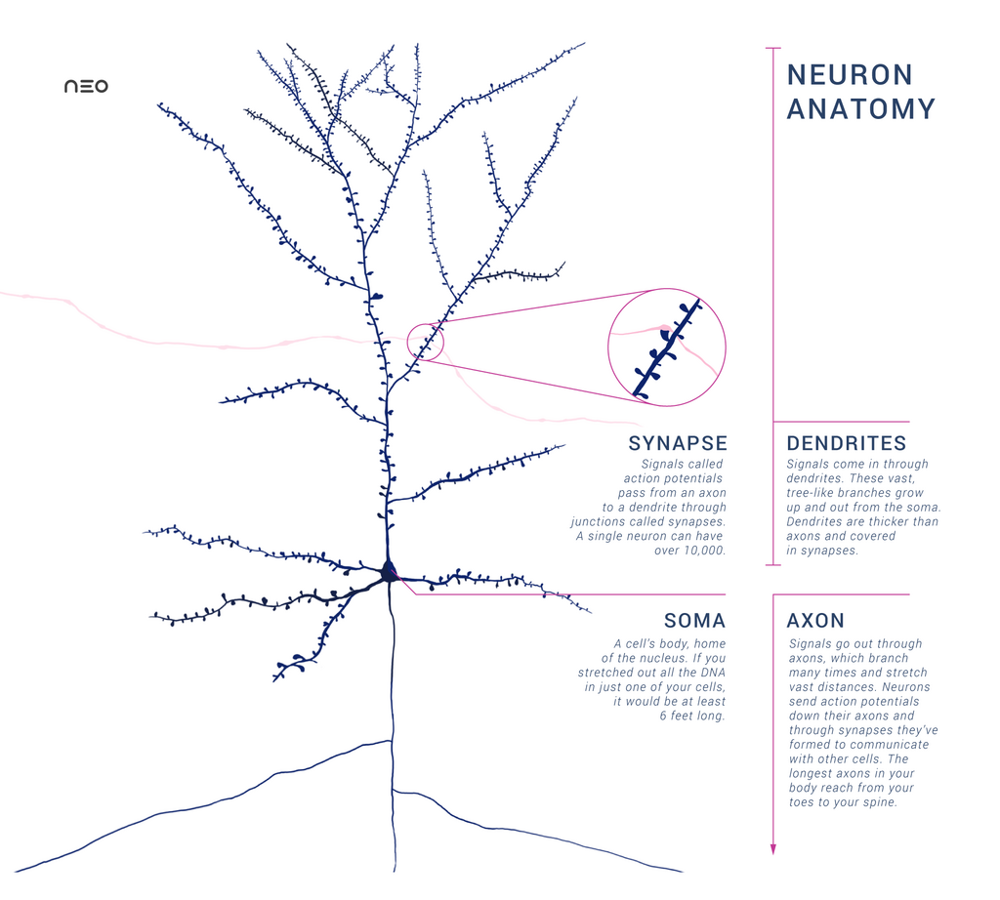 neo
NEURON
ANATOMY
SYNAPSE
Signals called
action potentials
pass from an axon
to a dendrite through
junctions called synapses.
A single neuron can have
over 10,000.
DENDRITES
Signals come in through
dendrites. These vast,
tree-like branches grow
up and out from the soma.
Dendrites are thicker than
axons and covered
in synapses.
SOMA
A cell's body, home
of the nucleus. If you
stretched out all the DNA
in just one of your cells,
it would be at least
6 feet long.
AXON
Signals go out through
axons, which branch
many times and stretch
vast distances. Neurons
send action potentials
down their axons and
through synapses they've
formed to communicate
with other cells. The
longest axons in your
body reach from your
toes to your spine.